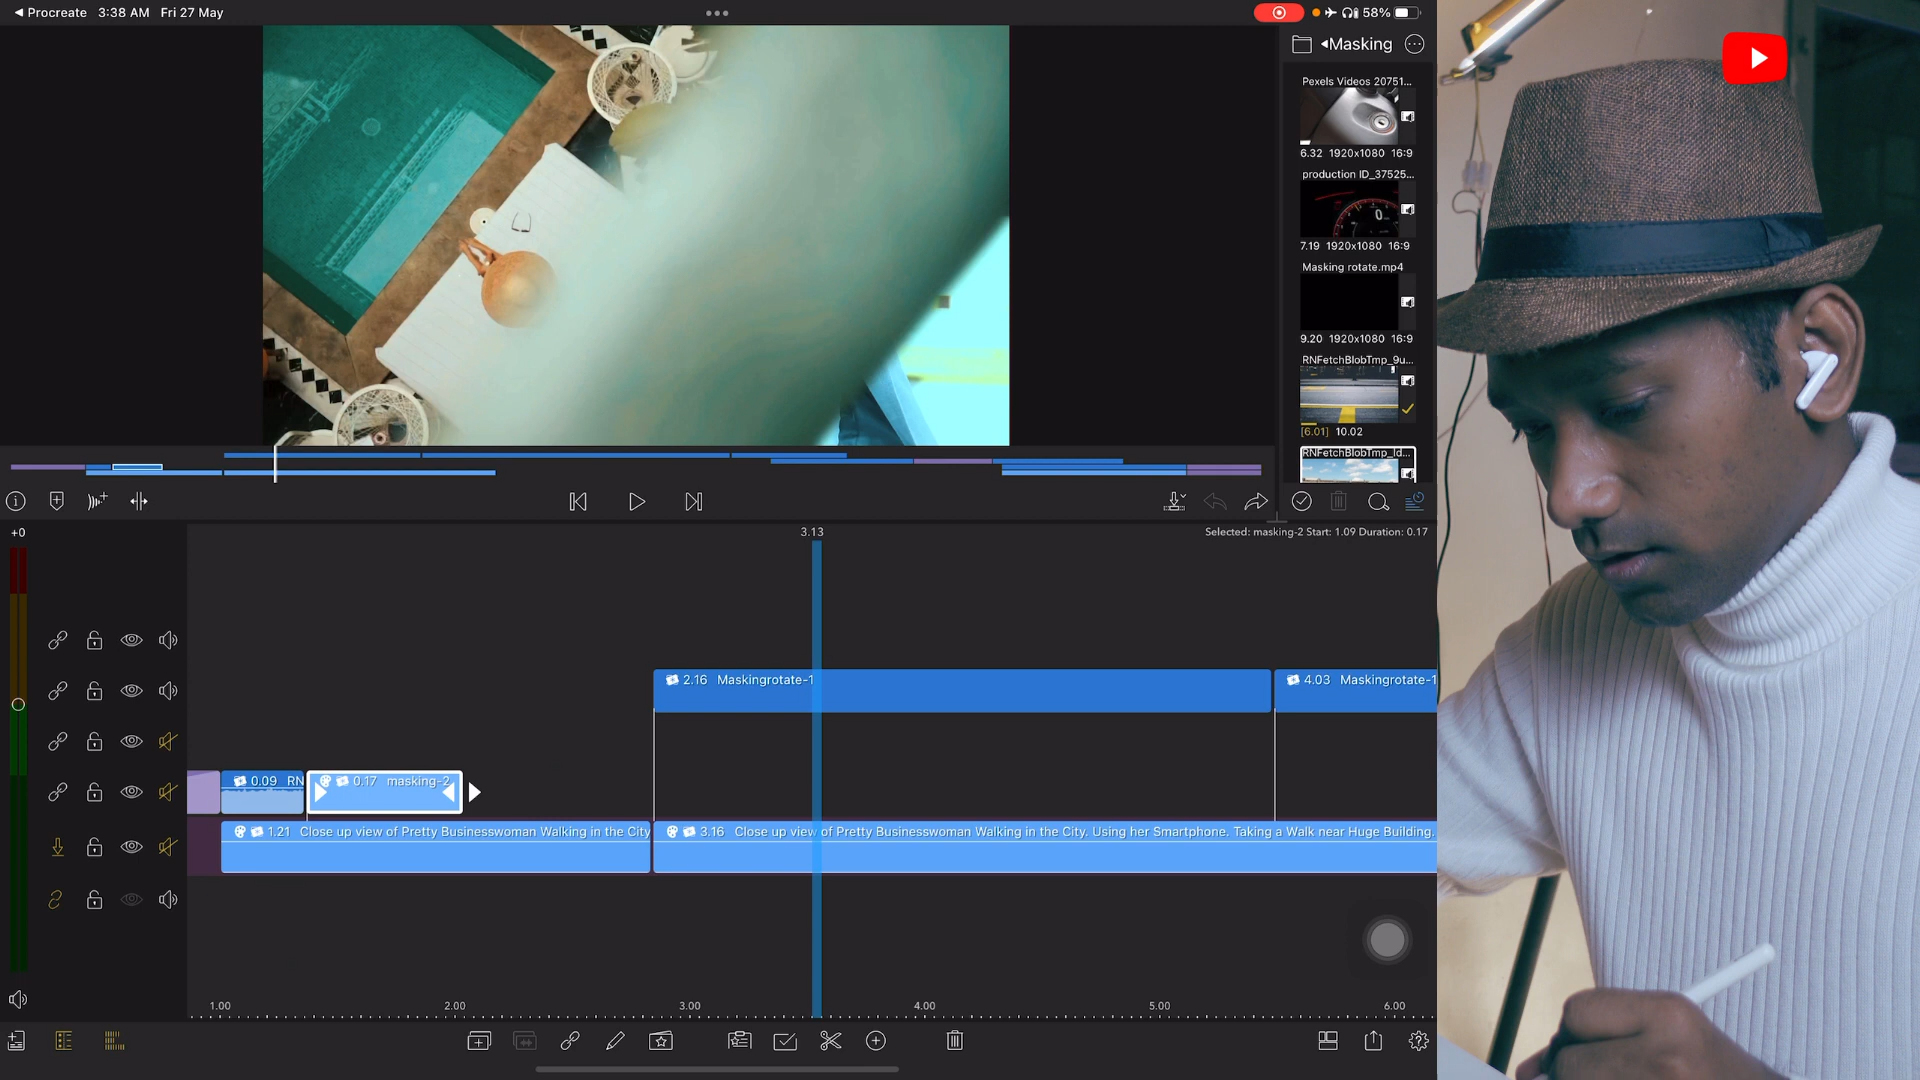 ◀ Procreate 3:38 AM Fri 27 May
58%
Masking
Pexels Videos 20751...
6.32 1920x1080 16:9
production ID_37525...
7.19 1920x1080 16:9
Masking rotate.mp4
9.20 1920x1080 16:9
RNFetchBlobTmp_9u...
[6.01] 10.02
RNFetchBlobTmp_ld...
+0
3.13
Selected: masking-2 Start: 1.09 Duration: 0.17
2.16 Maskingrotate-1
4.03 Maskingrotate-1
0.09 RN
0.17 masking-2
1.21 Close up view of Pretty Businesswoman Walking in the City
3.16 Close up view of Pretty Businesswoman Walking in the City. Using her Smartphone. Taking a Walk near Huge Building.
1.00 2.00 3.00 4.00 5.00 6.00